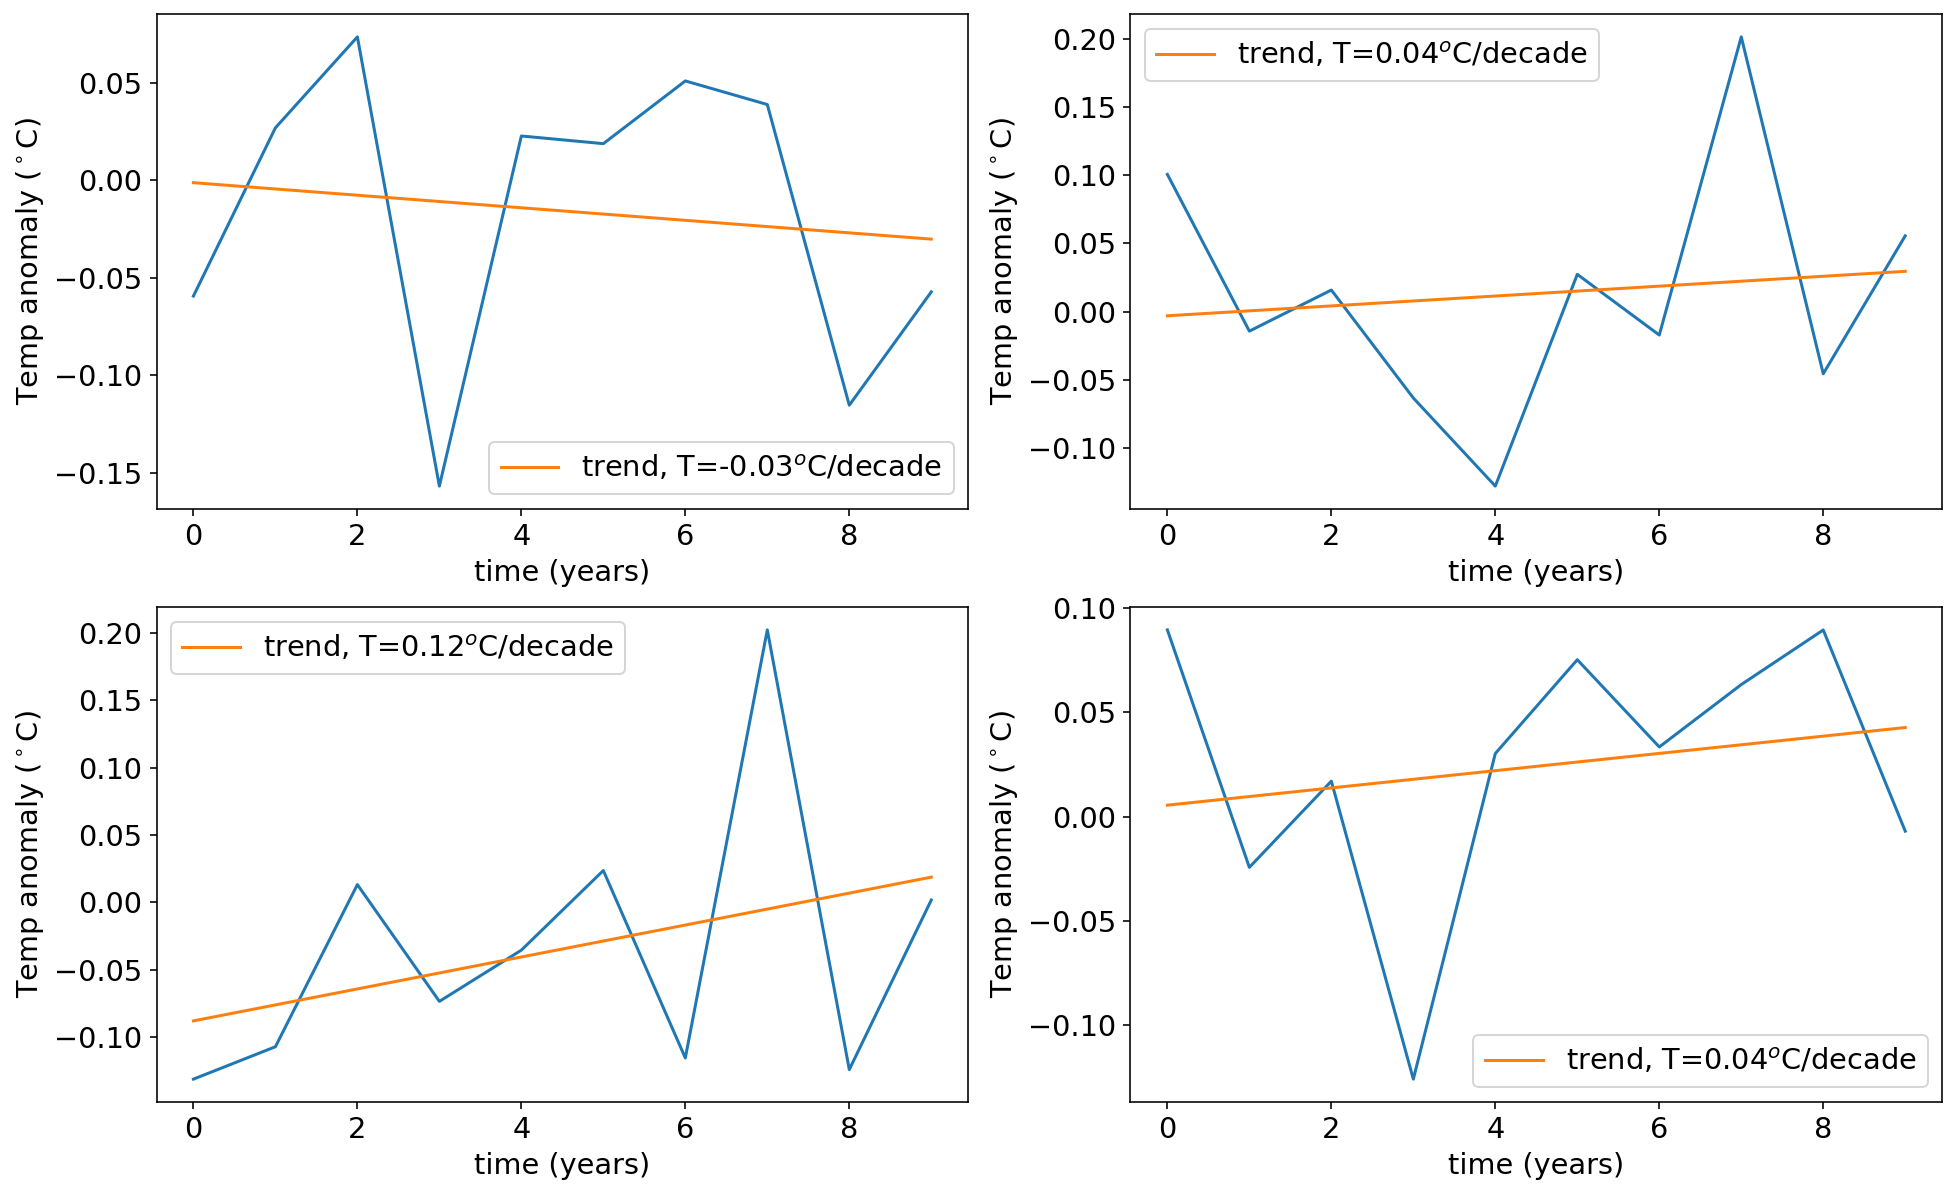 0.05
0.00
−0.05
−0.10
−0.15
Temp anomaly (°C)
trend, T=-0.03°C/decade
0 2 4 6 8
time (years)
0.20
0.15
0.10
0.05
0.00
−0.05
−0.10
Temp anomaly (°C)
trend, T=0.04°C/decade
0 2 4 6 8
time (years)
0.20
0.15
0.10
0.05
0.00
−0.05
−0.10
Temp anomaly (°C)
trend, T=0.12°C/decade
0 2 4 6 8
time (years)
0.10
0.05
0.00
−0.05
−0.10
Temp anomaly (°C)
trend, T=0.04°C/decade
0 2 4 6 8
time (years)